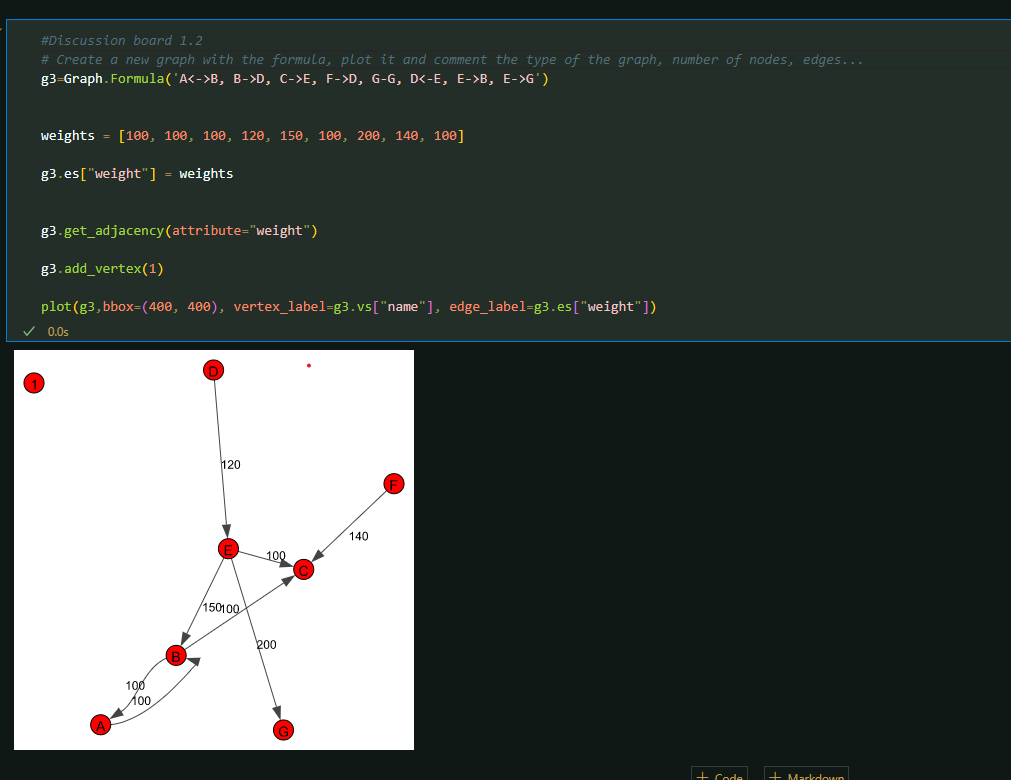 #Discussion board 1.2
# Create a new graph with the formula, plot it and comment the type of the graph, number of nodes, edges...
g3=Graph.Formula('A<->B, B->D, C->E, F->D, G-G, D<-E, E->B, E->G')
weights = [100, 100, 100, 120, 150, 100, 200, 140, 100]
g3.es["weight"] = weights
g3.get_adjacency(attribute="weight")
g3.add_vertex(1)
plot(g3,bbox=(400, 400), vertex_label=g3.vs["name"], edge_label=g3.es["weight"])
0.0s
D
1
120
F
140
E
100
C
150
100
200
B
100
100
A
G
+ Code
+ Markdown